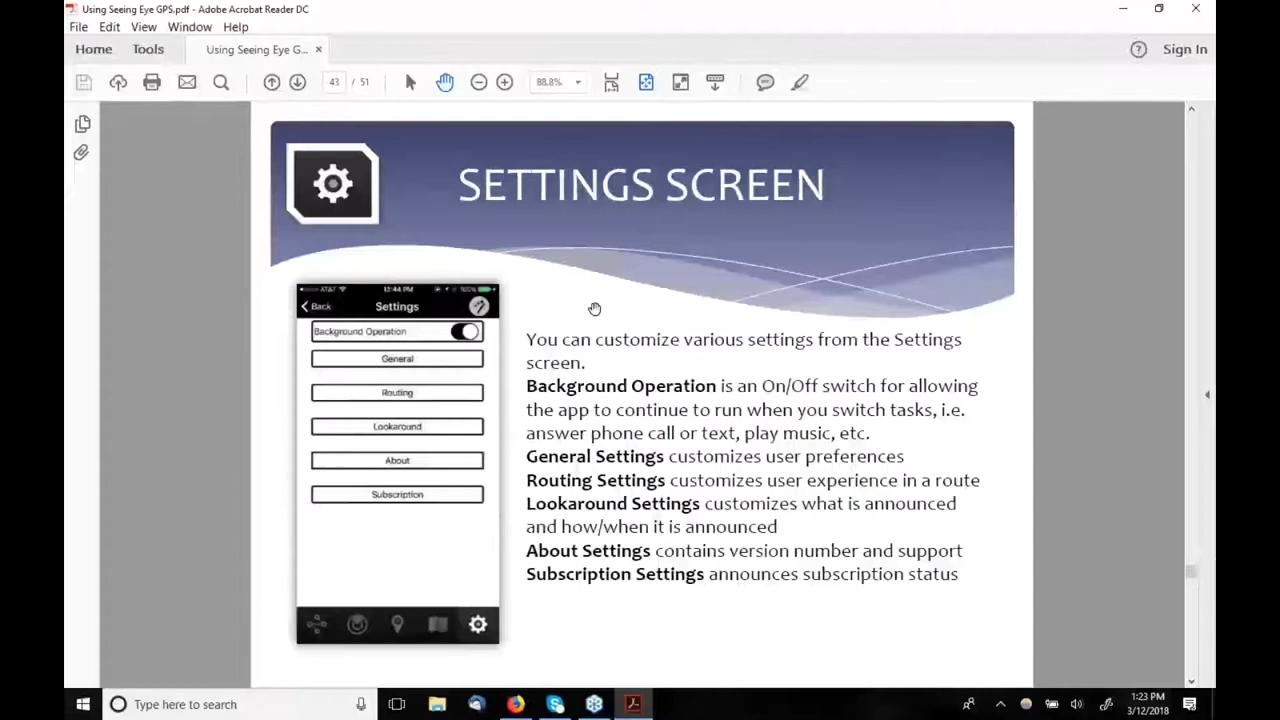 Using Seeing Eye GPS.pdf - Adobe Acrobat Reader DC
File Edit View Window Help
Home Tools Using Seeing Eye G... × Sign In
43 / 51 88.8%
SETTINGS SCREEN
AT&T 12:44 PM 100%
Back Settings
Background Operation
General
Routing
Lookaround
About
Subscription
You can customize various settings from the Settings
screen.
Background Operation is an On/Off switch for allowing
the app to continue to run when you switch tasks, i.e.
answer phone call or text, play music, etc.
General Settings customizes user preferences
Routing Settings customizes user experience in a route
Lookaround Settings customizes what is announced
and how/when it is announced
About Settings contains version number and support
Subscription Settings announces subscription status
Type here to search
1:23 PM
3/12/2018